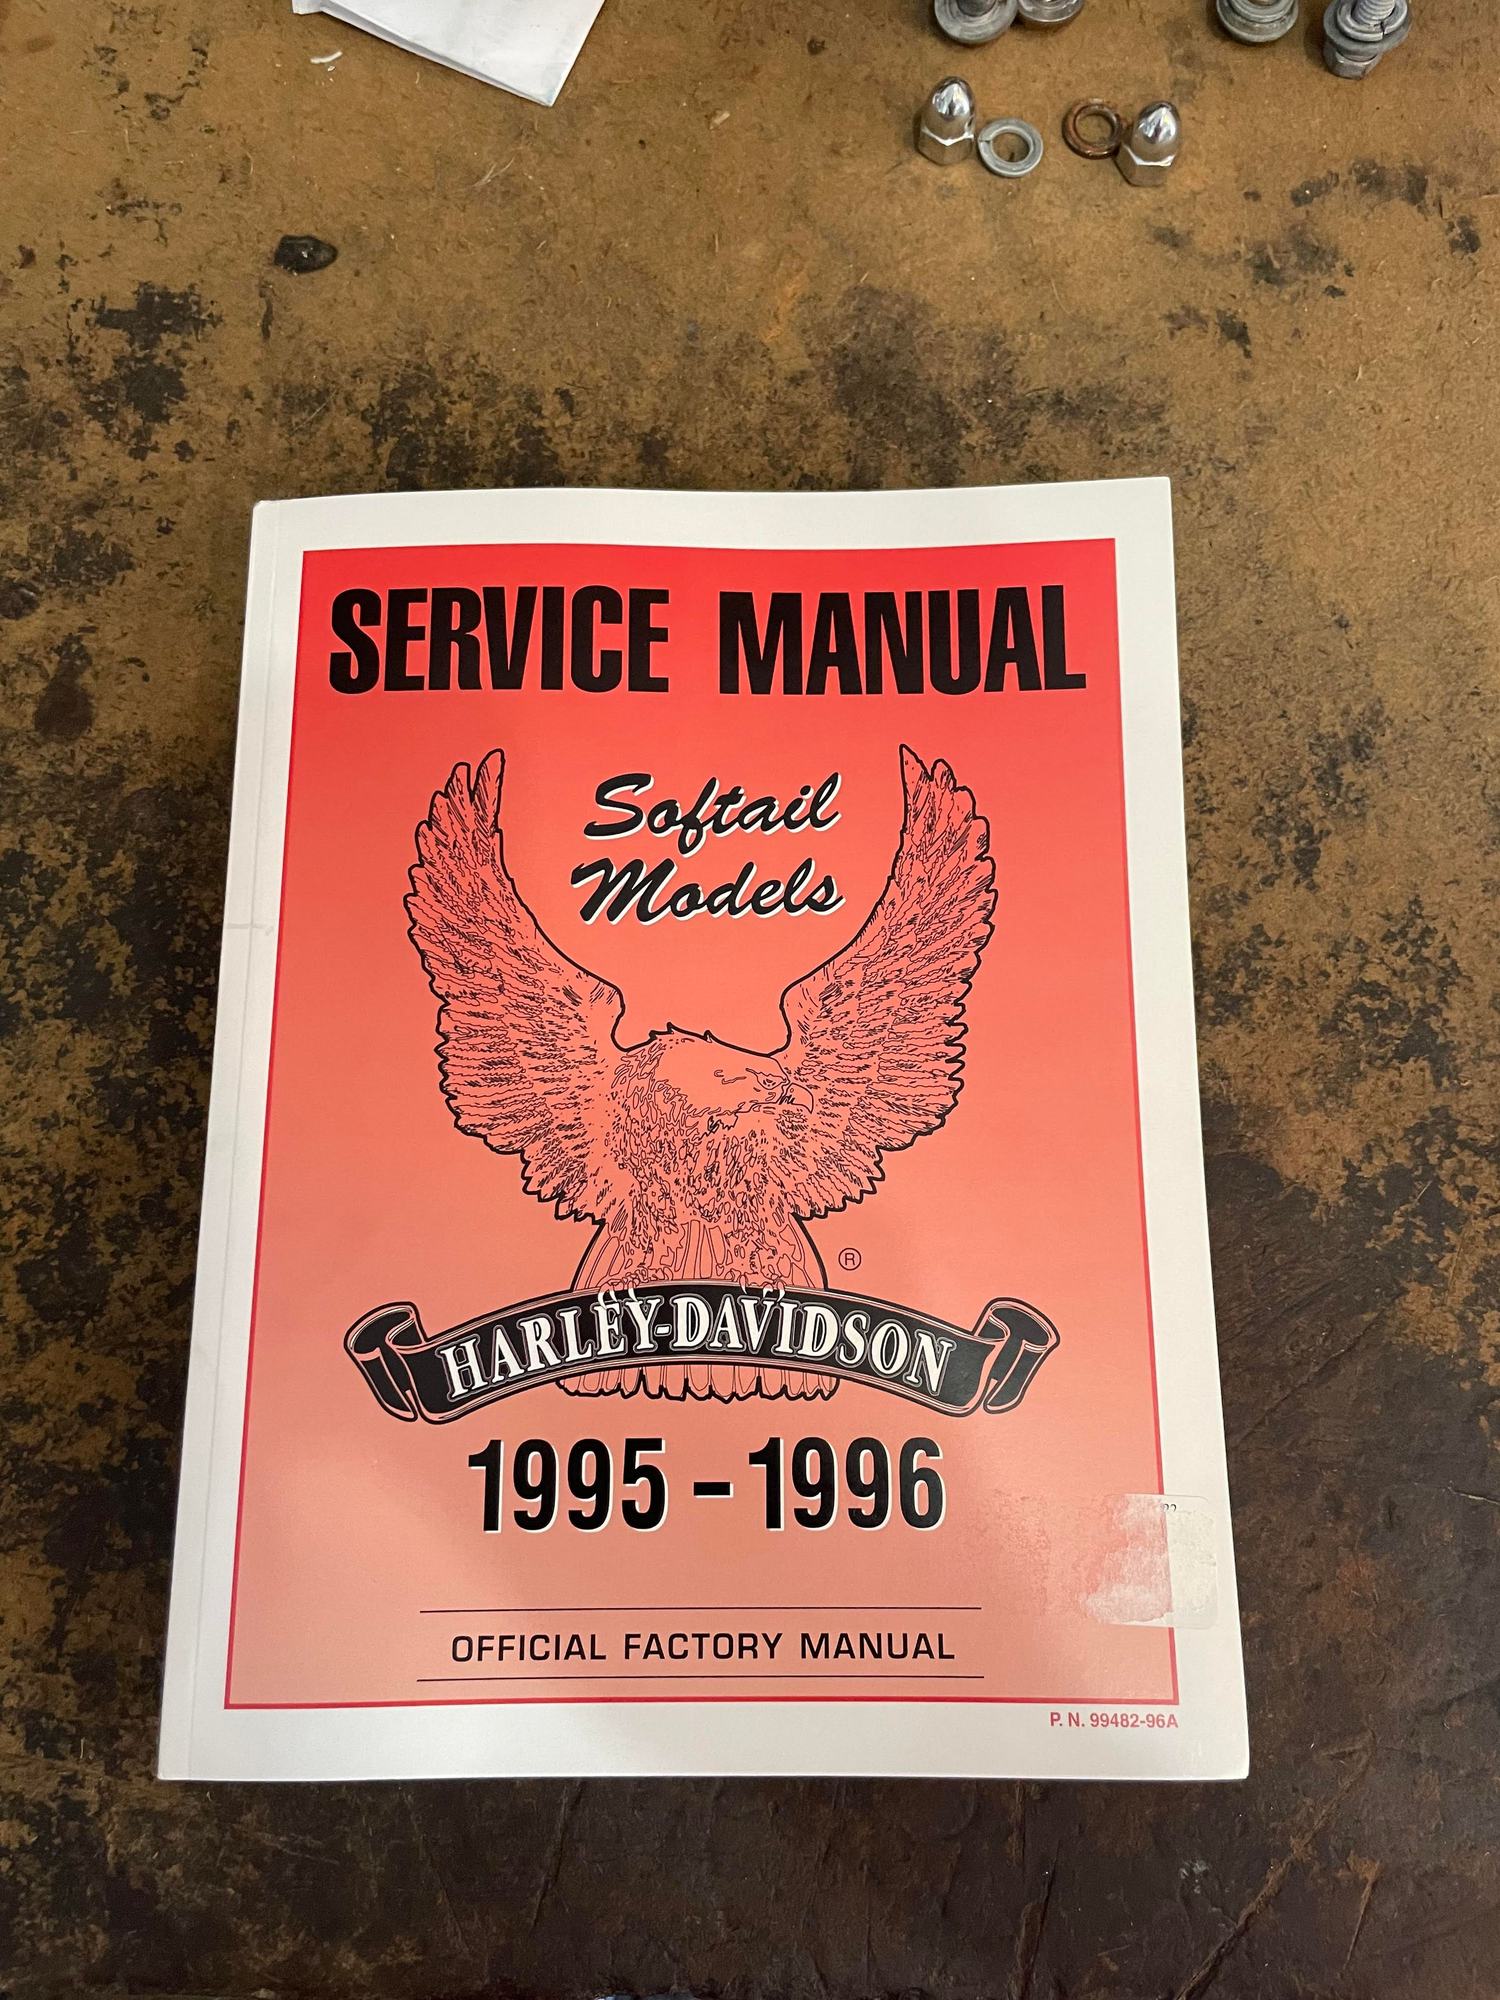 SERVICE MANUAL
Softail
Models
®
HARLEY-DAVIDSON
1995-1996
OFFICIAL FACTORY MANUAL
P. N. 99482-96A